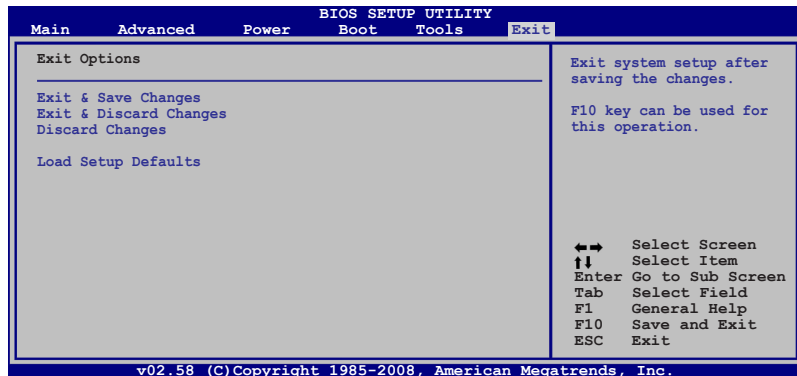 BIOS SETUP UTILITY
Main Advanced Power Boot Tools Exit
Exit Options
Exit & Save Changes
Exit & Discard Changes
Discard Changes
Load Setup Defaults
Exit system setup after
saving the changes.
F10 key can be used for
this operation.
←→ Select Screen
↑↓ Select Item
Enter Go to Sub Screen
Tab Select Field
F1 General Help
F10 Save and Exit
ESC Exit
v02.58 (C)Copyright 1985-2008, American Megatrends, Inc.